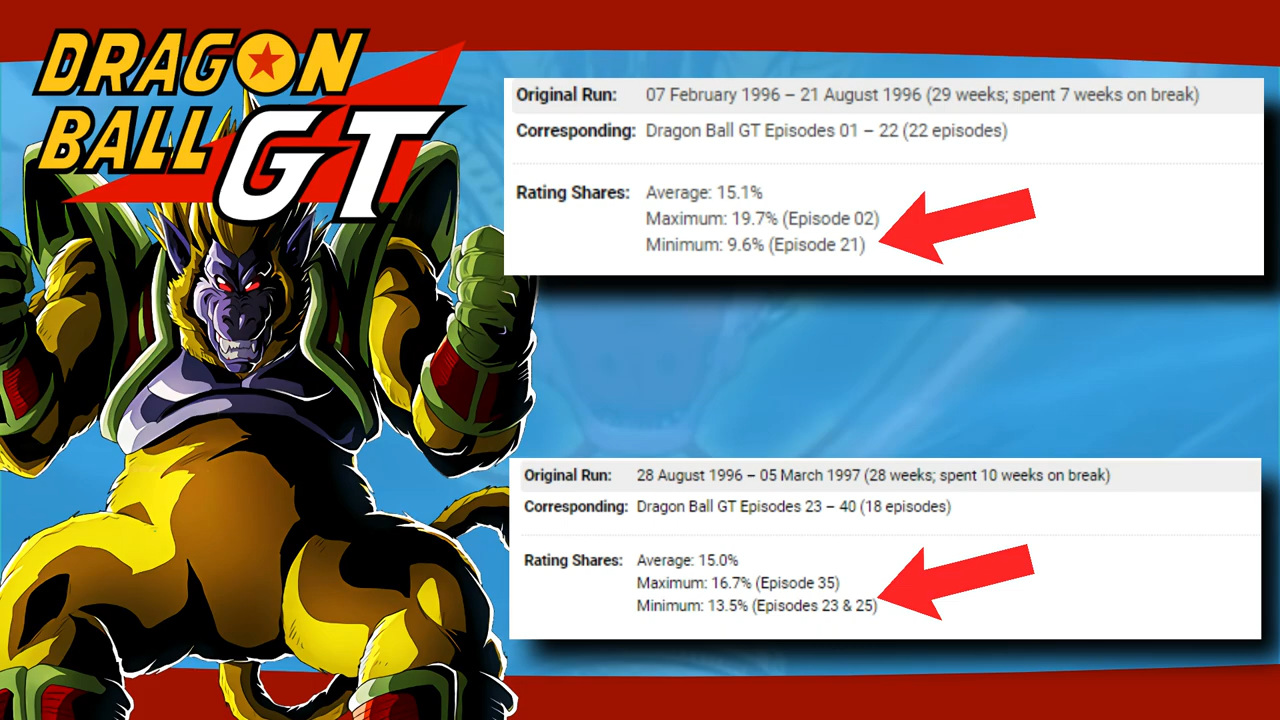 DRAGON
BALL GT
Original Run: 07 February 1996 – 21 August 1996 (29 weeks; spent 7 weeks on break)
Corresponding: Dragon Ball GT Episodes 01 – 22 (22 episodes)
Rating Shares: Average: 15.1%
Maximum: 19.7% (Episode 02)
Minimum: 9.6% (Episode 21)
Original Run: 28 August 1996 – 05 March 1997 (28 weeks; spent 10 weeks on break)
Corresponding: Dragon Ball GT Episodes 23 – 40 (18 episodes)
Rating Shares: Average: 15.0%
Maximum: 16.7% (Episode 35)
Minimum: 13.5% (Episodes 23 & 25)